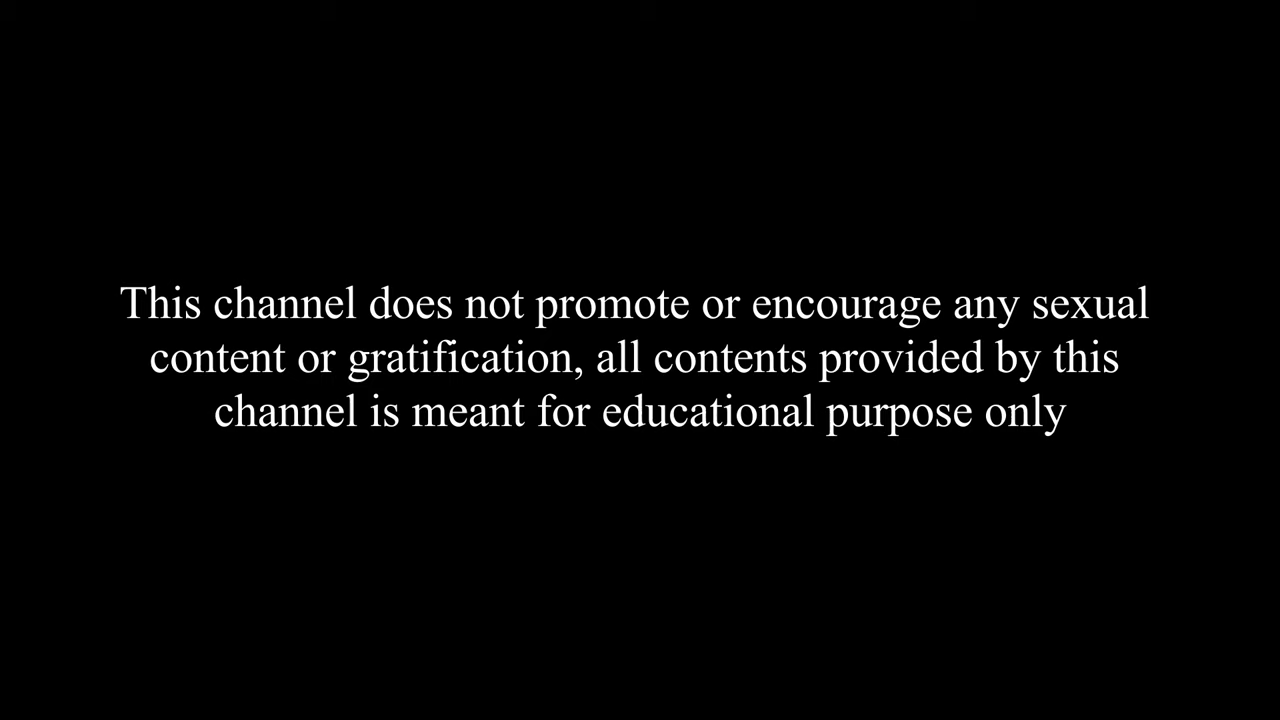 This channel does not promote or encourage any sexual
content or gratification, all contents provided by this
channel is meant for educational purpose only